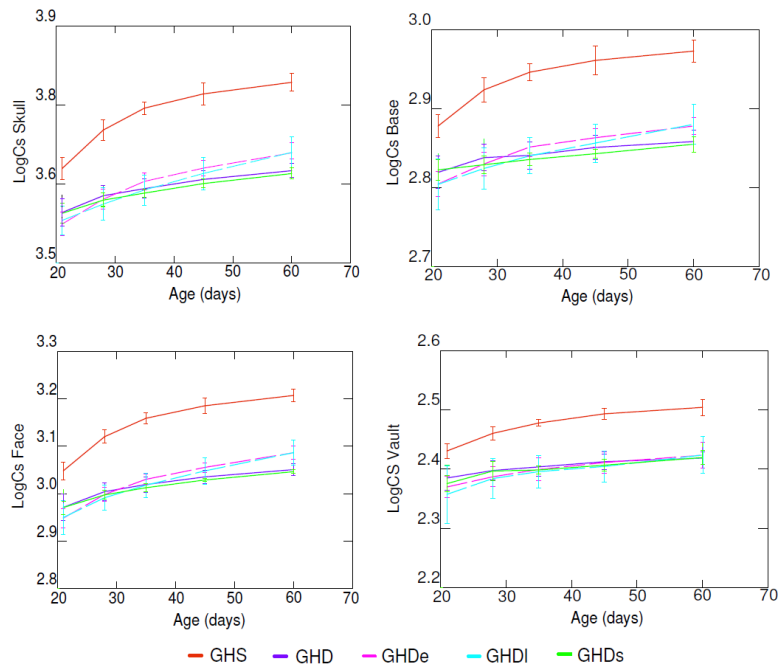 3.9
3.8
3.6
3.5
LogCs Skull
20 30 40 50 60 70
Age (days)
3.0
2.9
2.8
2.7
LogCs Base
20 30 40 50 60 70
Age (days)
3.3
3.2
3.1
3.0
2.9
2.8
LogCs Face
20 30 40 50 60 70
Age (days)
2.6
2.5
2.4
2.3
2.2
LogCS Vault
20 30 40 50 60 70
Age (days)
GHS GHD GHDe GHDl GHDs